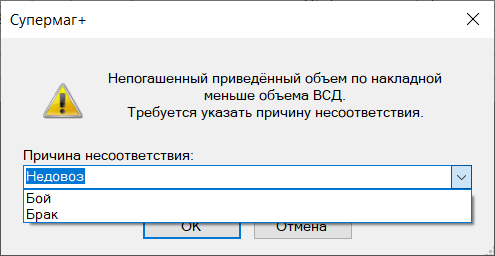 Супермаг+
Непогашенный приведённый объем по накладной
меньше объема ВСД.
Требуется указать причину несоответствия.
Причина несоответствия:
Недовоз
Бой
Брак
OK
Отмена